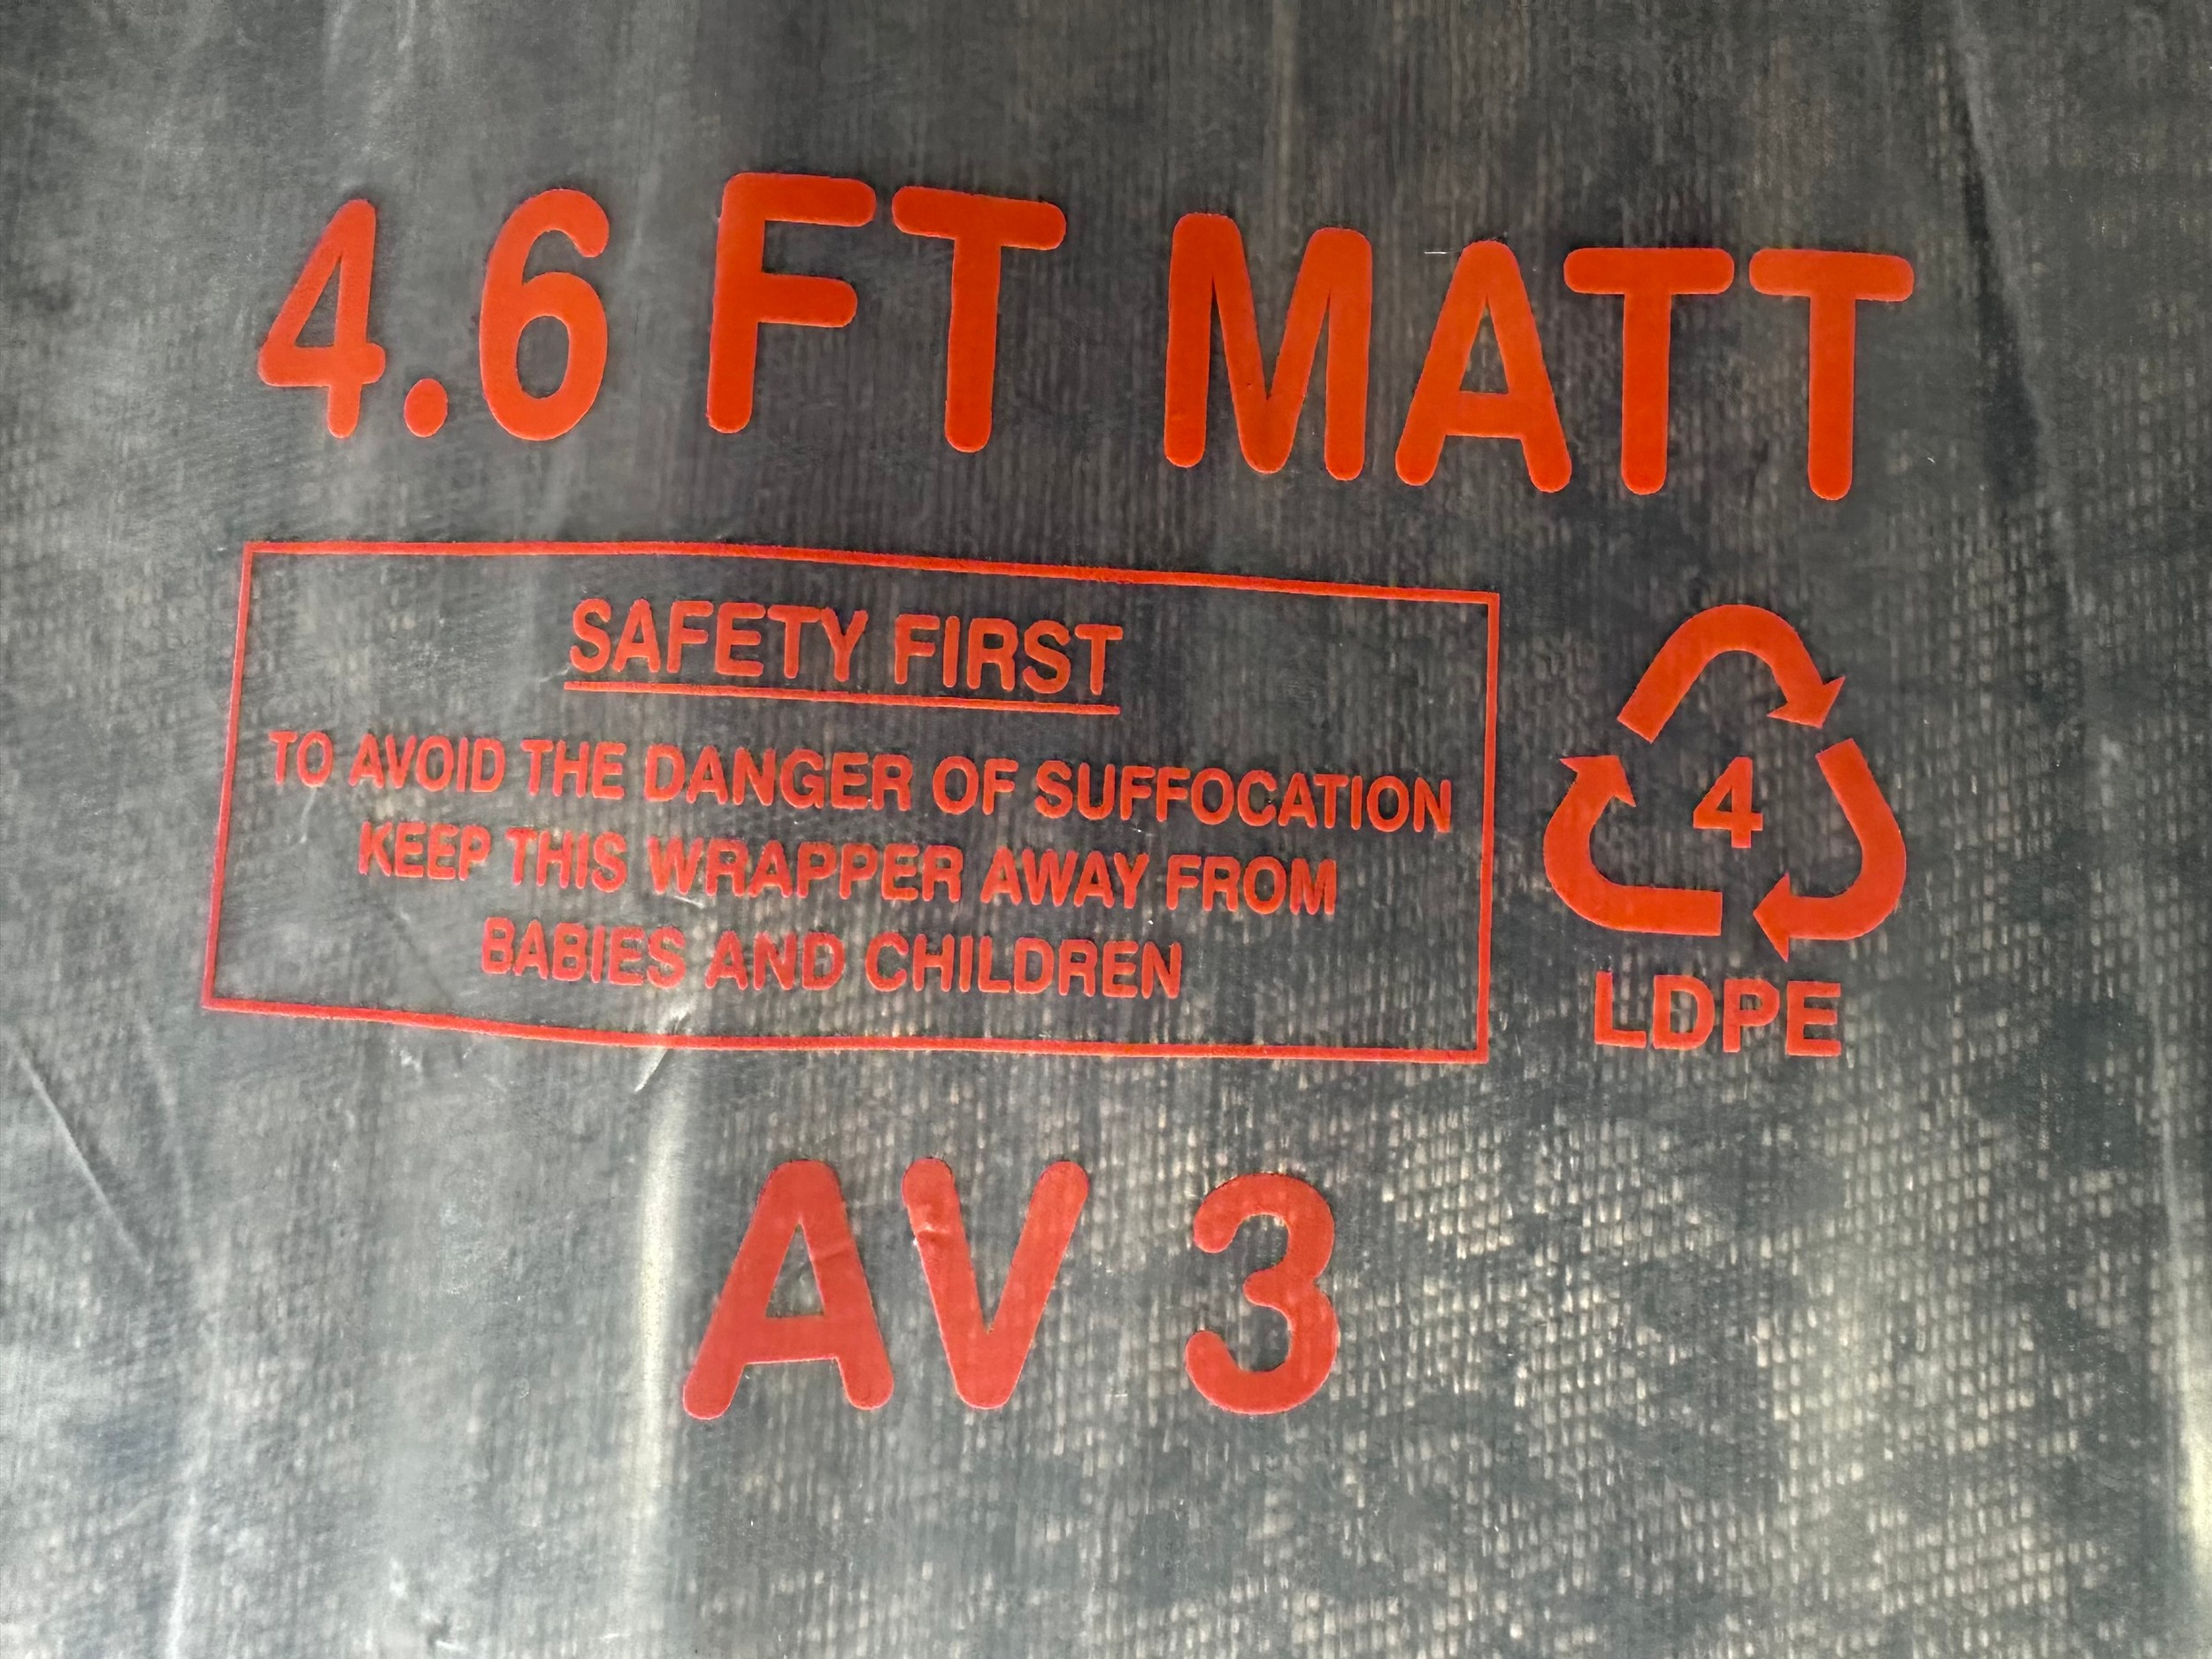 4.6 FT MATT
SAFETY FIRST
TO AVOID THE DANGER OF SUFFOCATION
KEEP THIS WRAPPER AWAY FROM
BABIES AND CHILDREN
4
LDPE
AV 3